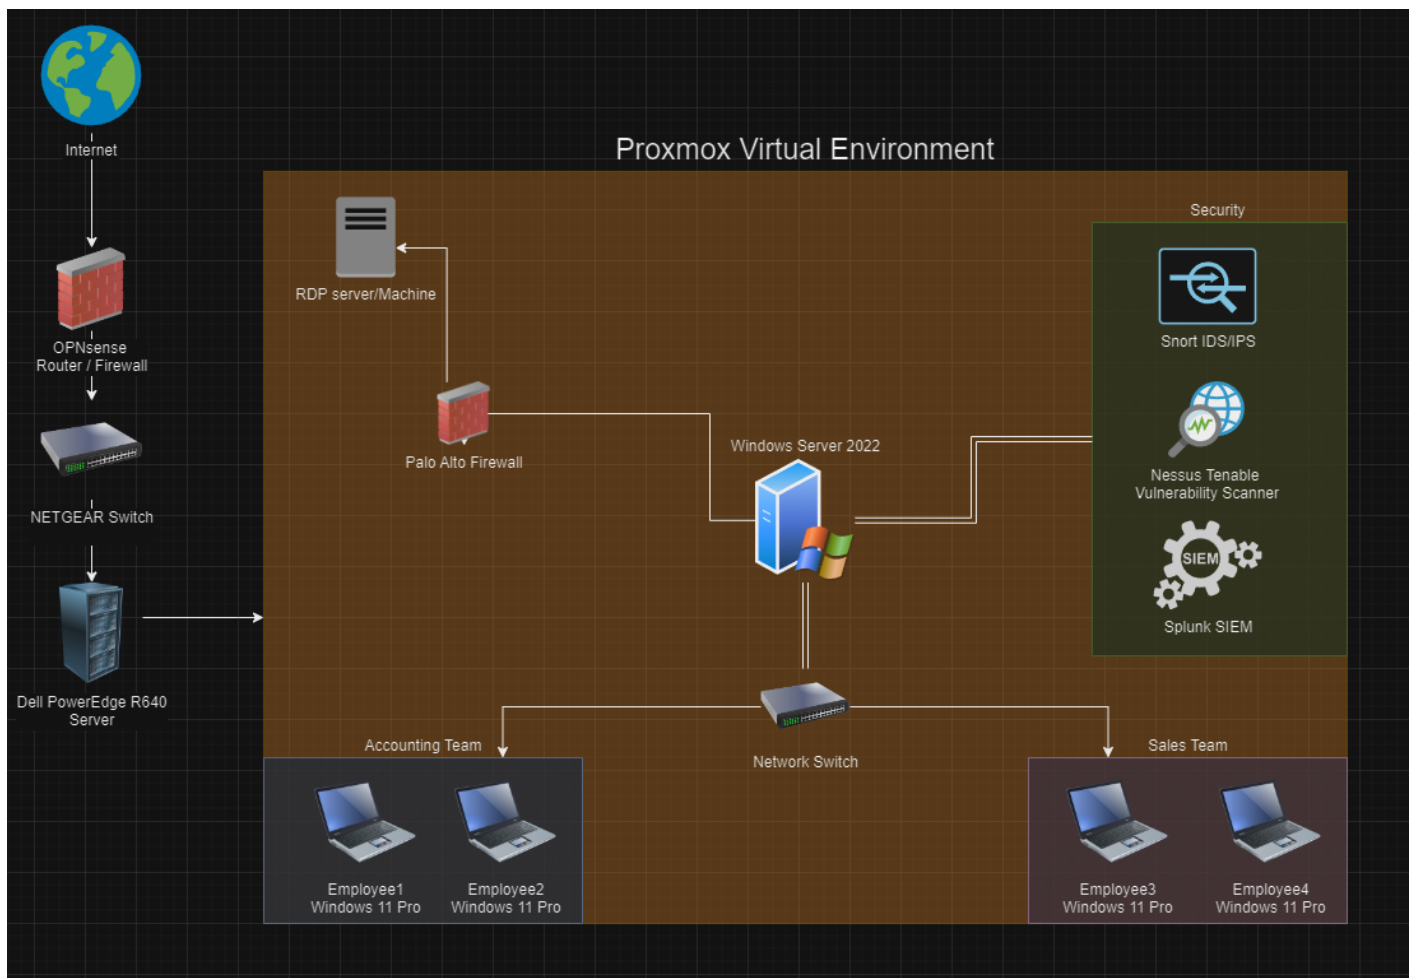 Internet
Proxmox Virtual Environment
Security
RDP server/Machine
Snort IDS/IPS
OPNsense
Router / Firewall
Windows Server 2022
Palo Alto Firewall
Nessus Tenable
Vulnerability Scanner
NETGEAR Switch
SIEM
Splunk SIEM
Dell PowerEdge R640
Server
Accounting Team
Network Switch
Sales Team
Employee1
Windows 11 Pro
Employee2
Windows 11 Pro
Employee3
Windows 11 Pro
Employee4
Windows 11 Pro